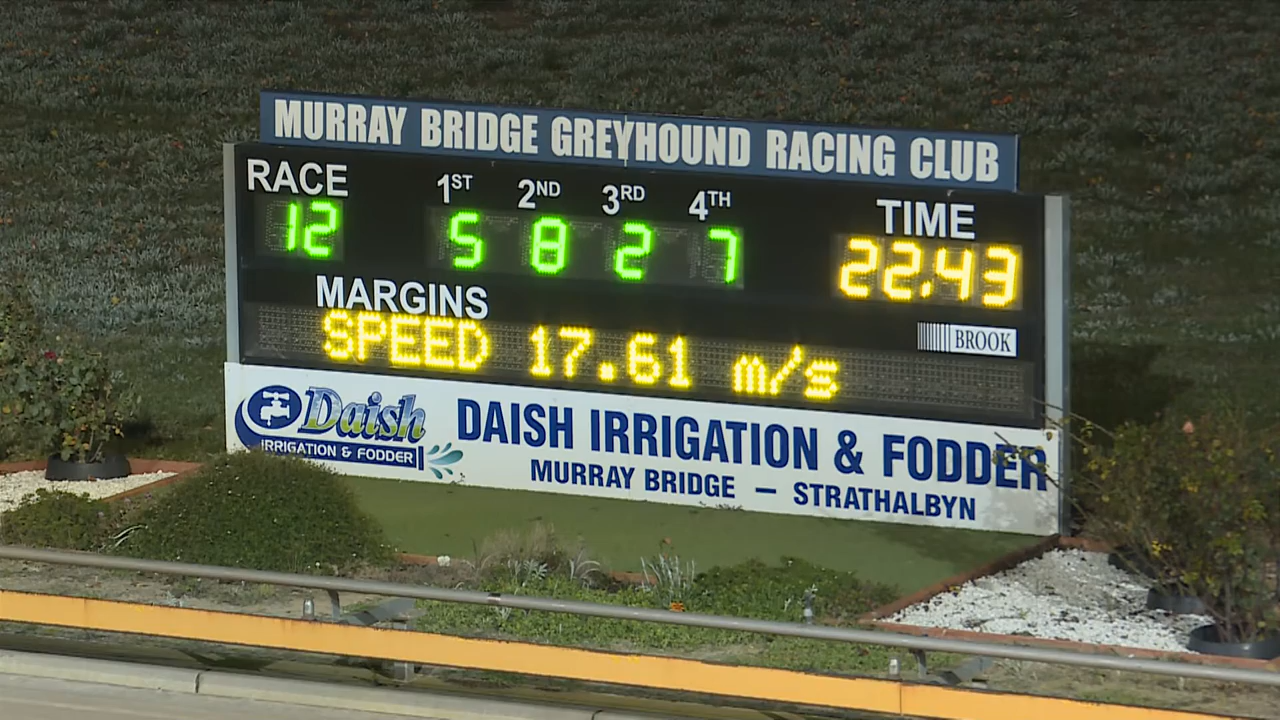 MURRAY BRIDGE GREYHOUND RACING CLUB
RACE 1ST 2ND 3RD 4TH TIME
12 5 8 2 7 22.43
MARGINS
BROOK
SPEED 17.61 m/s
Daish
IRRIGATION & FODDER
DAISH IRRIGATION & FODDER
MURRAY BRIDGE – STRATHALBYN